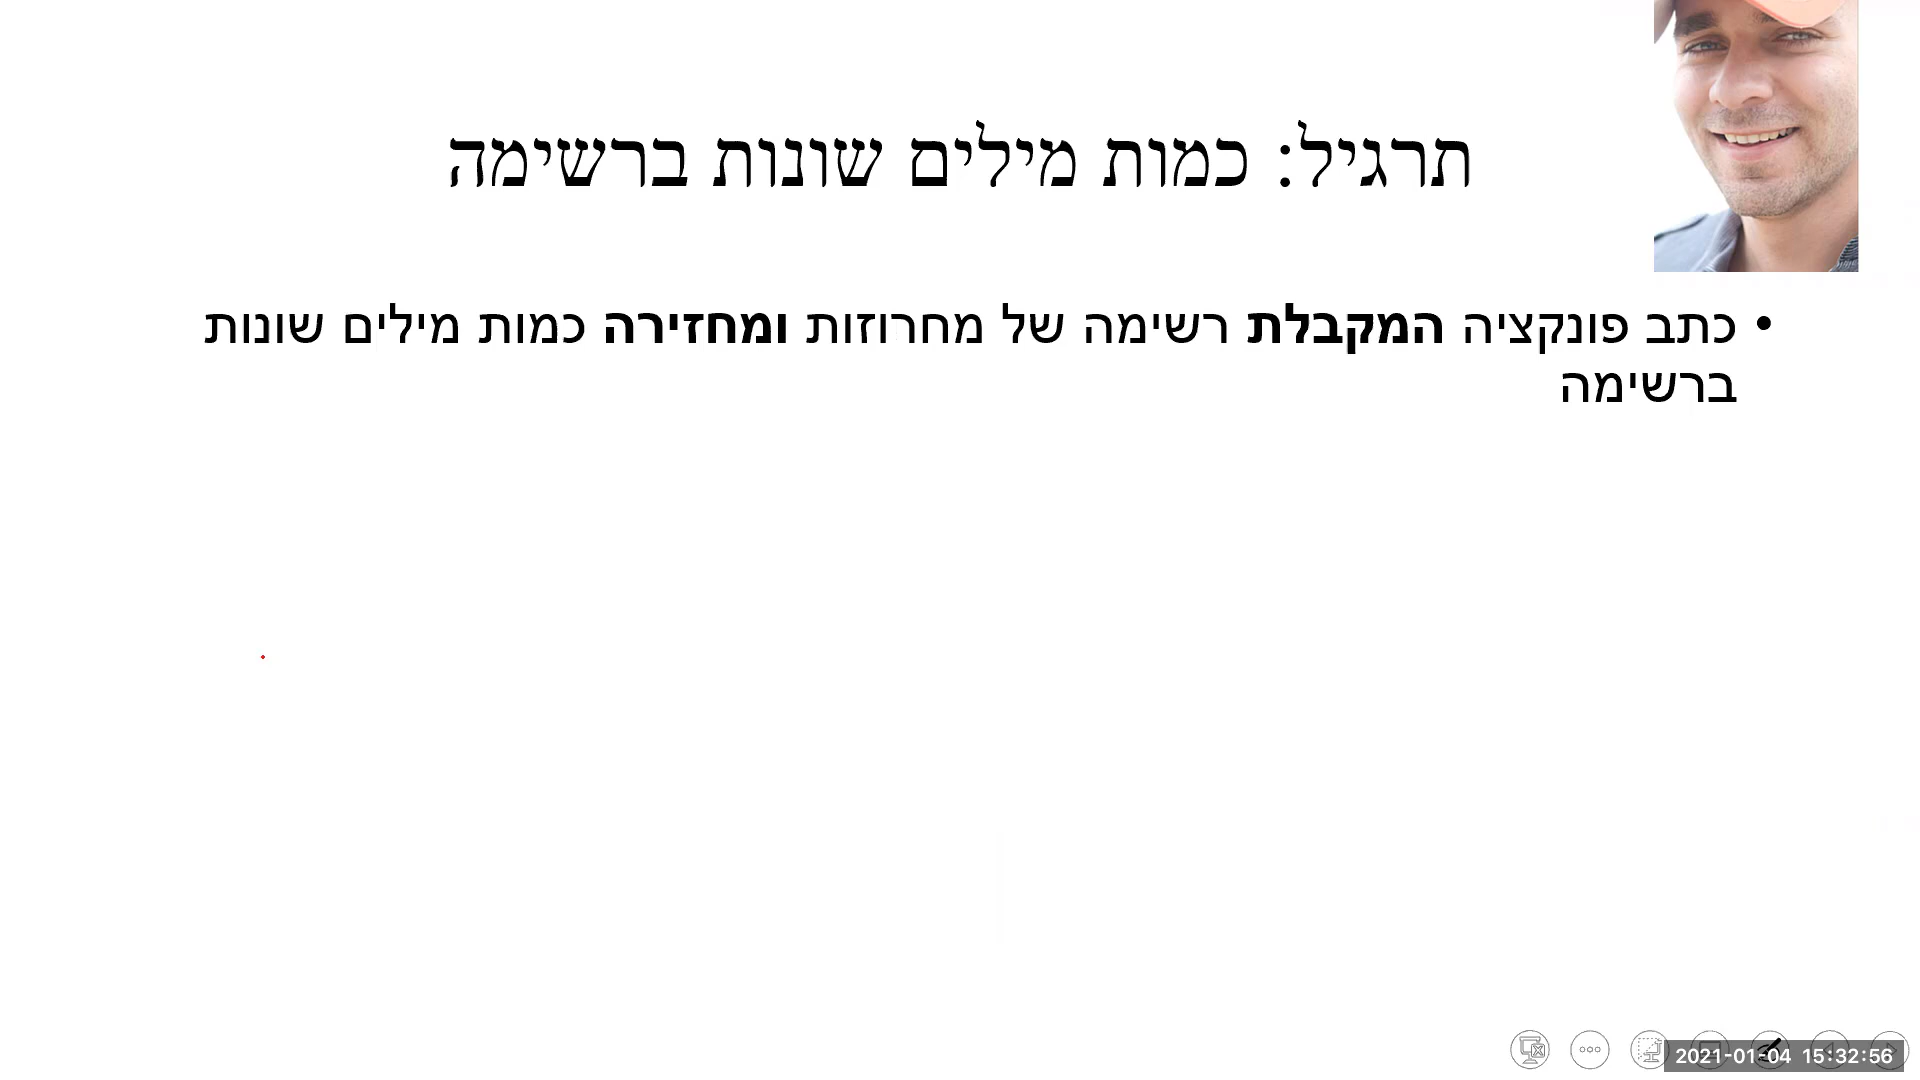 תרגיל: כמות מילים שונות ברשימה
• כתב פונקציה המקבלת רשימה של מחרוזות ומחזירה כמות מילים שונות
ברשימה
2021-01-04 15:32:56